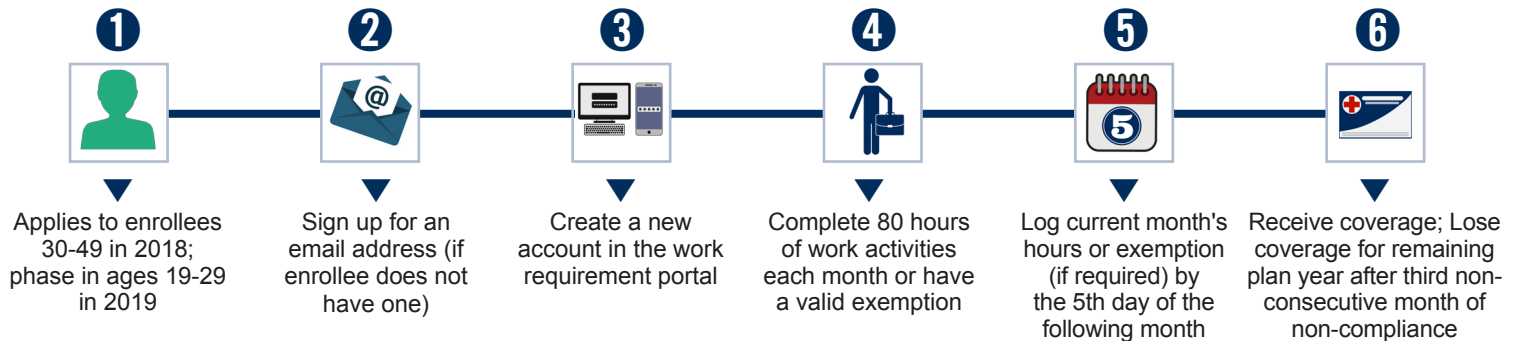 1
2
3
4
5
6
@
5
Applies to enrollees
30-49 in 2018;
phase in ages 19-29
in 2019
Sign up for an
email address (if
enrollee does not
have one)
Create a new
account in the work
requirement portal
Complete 80 hours
of work activities
each month or have
a valid exemption
Log current month's
hours or exemption
(if required) by
the 5th day of the
following month
Receive coverage; Lose
coverage for remaining
plan year after third non-
consecutive month of
non-compliance